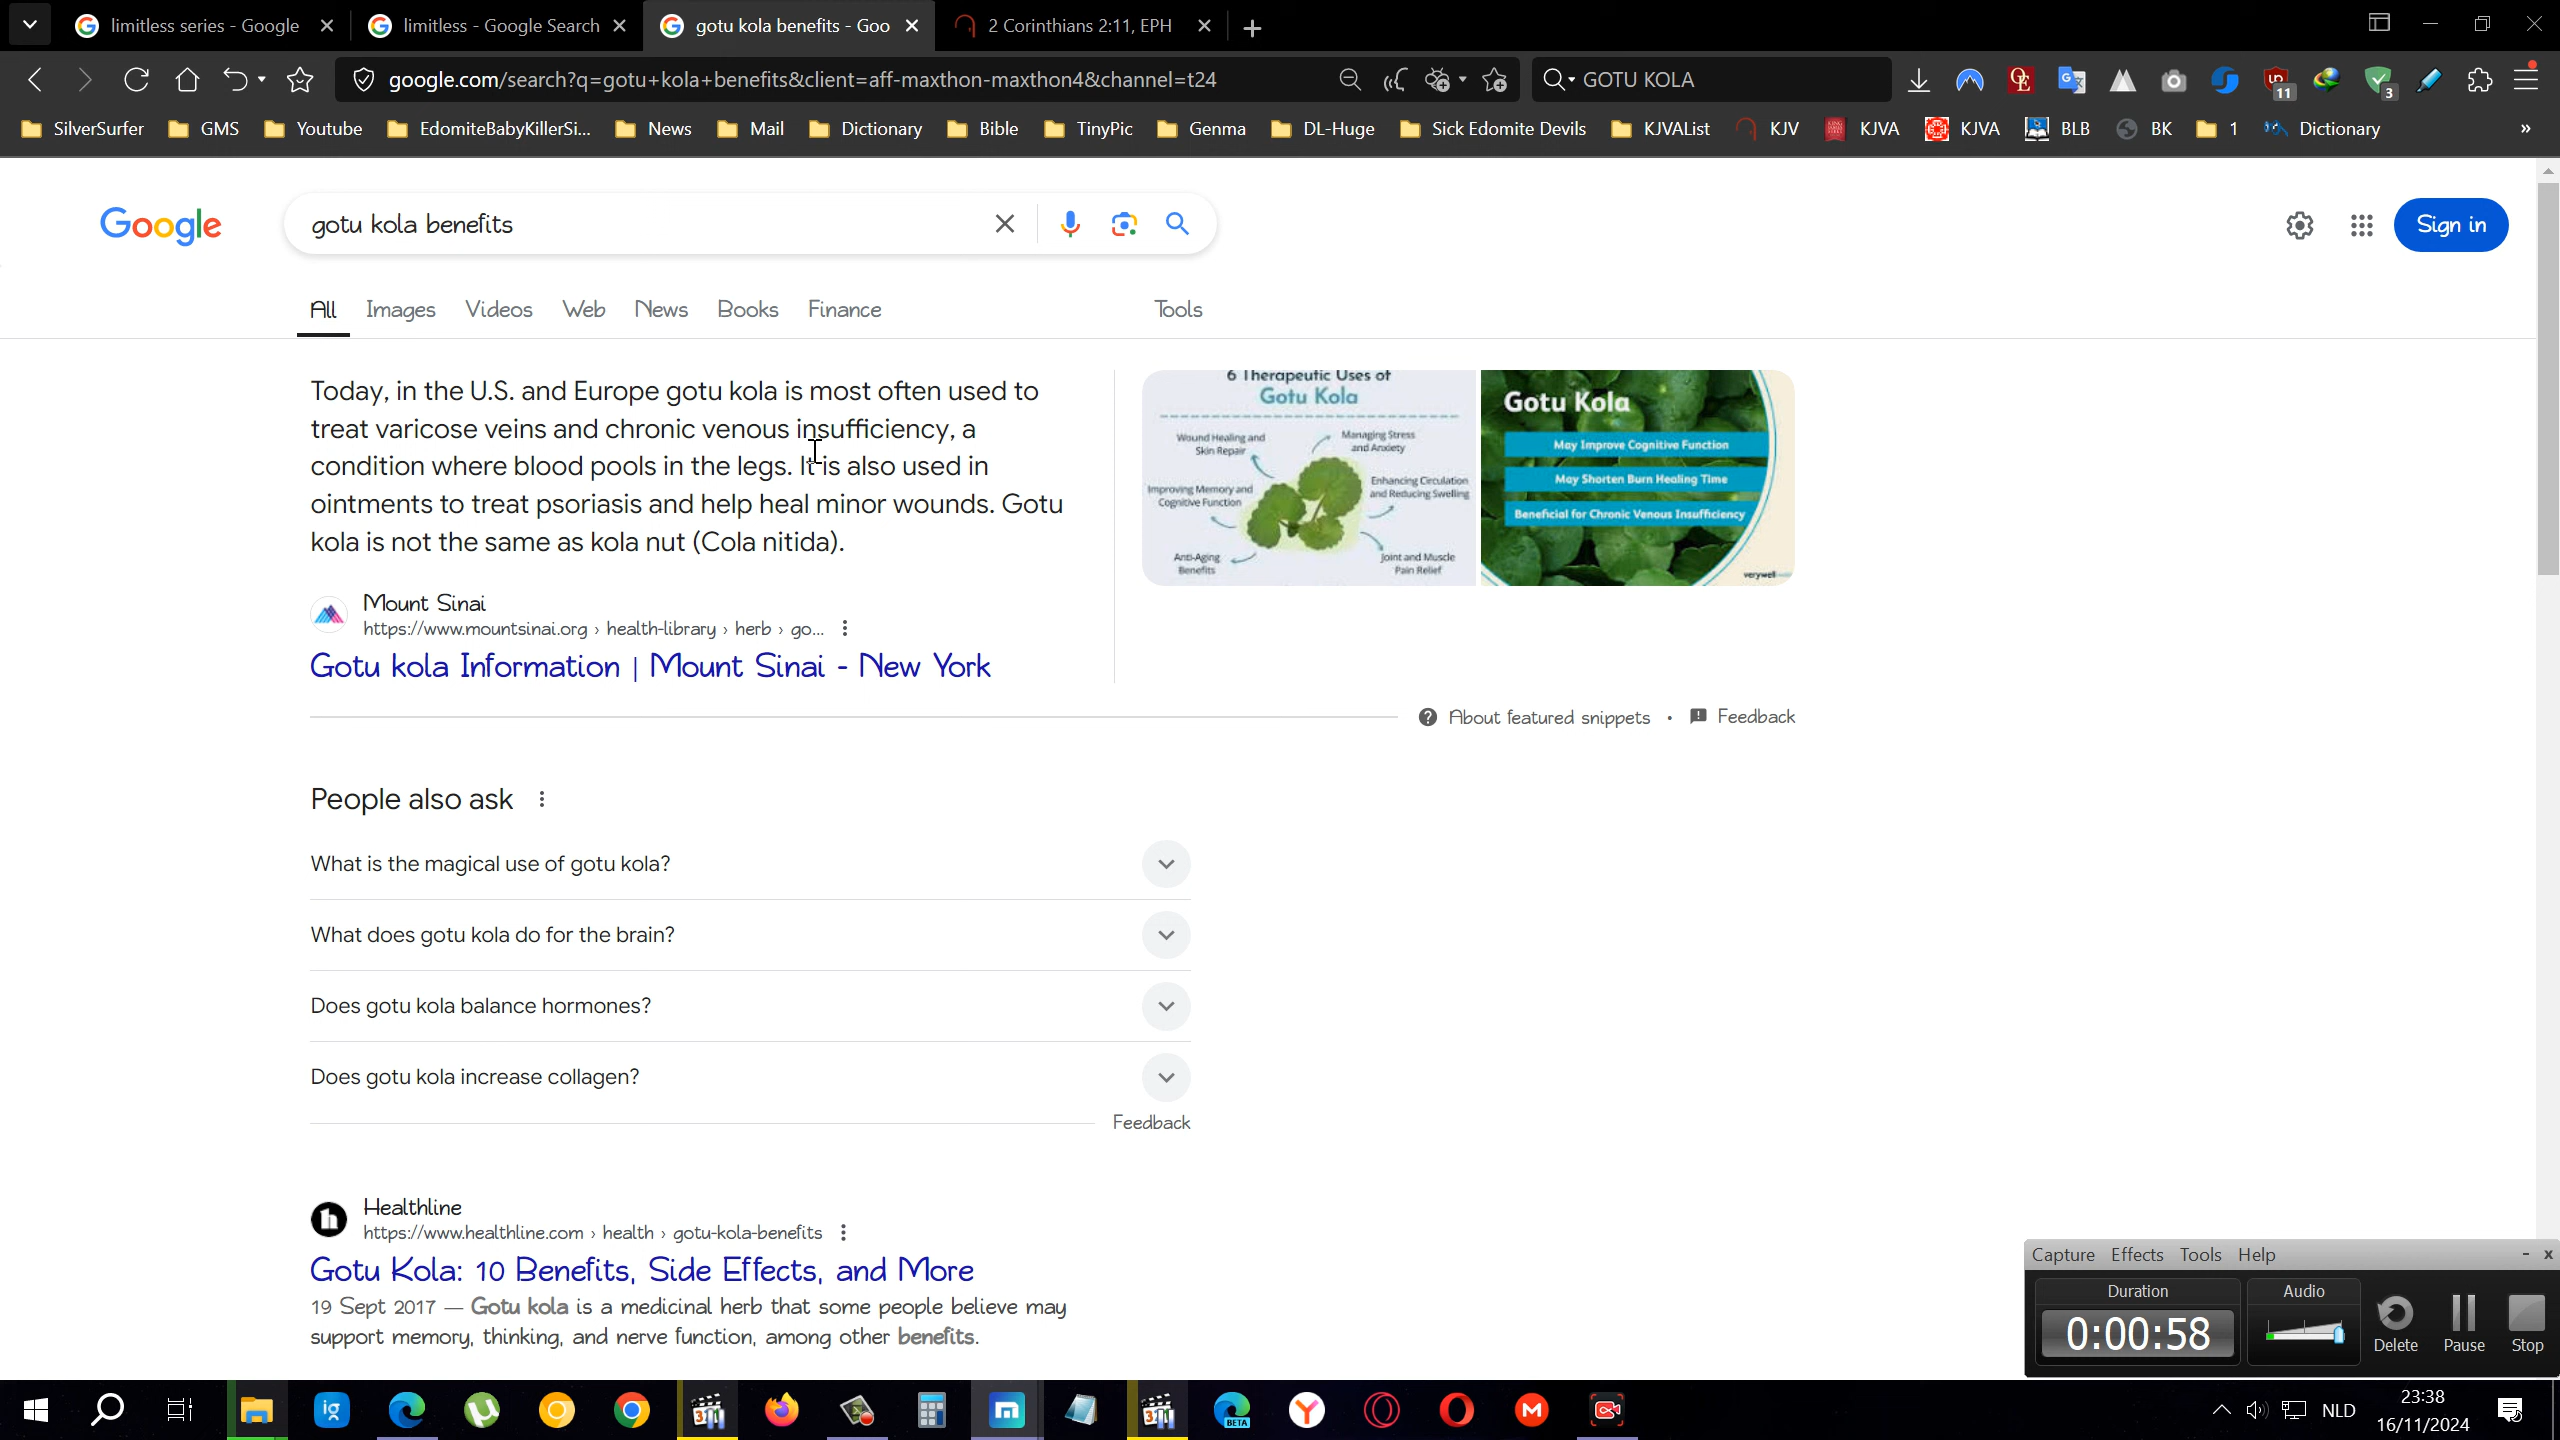 limitless series - Google
limitless - Google Search
gotu kola benefits - Goo
2 Corinthians 2:11, EPH
google.com/search?q=gotu+kola+benefits&client=aff-maxthon-maxthon4&channel=t24
GOTU KOLA
11
3
SilverSurfer
GMS
Youtube
EdomiteBabyKillerSi...
News
Mail
Dictionary
Bible
TinyPic
Genma
DL-Huge
Sick Edomite Devils
KJVAList
KJV
KJVA
KJVA
BLB
BK
1
Dictionary
»
Google
gotu kola benefits
Sign in
All
Images
Videos
Web
News
Books
Finance
Tools
Today, in the U.S. and Europe gotu kola is most often used to
treat varicose veins and chronic venous insufficiency, a
condition where blood pools in the legs. It is also used in
ointments to treat psoriasis and help heal minor wounds. Gotu
kola is not the same as kola nut (Cola nitida).
6 Therapeutic Uses of
Gotu Kola
Wound Healing and
Skin Repair
Managing Stress
and Anxiety
Improving Memory and
Cognitive Function
Enhancing Circulation
and Reducing Swelling
Anti-Aging
Benefits
Joint and Muscle
Pain Relief
Gotu Kola
May Improve Cognitive Function
May Shorten Burn Healing Time
Beneficial for Chronic Venous Insufficiency
verywell
Mount Sinai
https://www.mountsinai.org › health-library › herb › go...
Gotu kola Information | Mount Sinai - New York
About featured snippets • Feedback
People also ask
What is the magical use of gotu kola?
What does gotu kola do for the brain?
Does gotu kola balance hormones?
Does gotu kola increase collagen?
Feedback
Healthline
https://www.healthline.com › health › gotu-kola-benefits
Gotu Kola: 10 Benefits, Side Effects, and More
19 Sept 2017 — Gotu kola is a medicinal herb that some people believe may
support memory, thinking, and nerve function, among other benefits.
Capture Effects Tools Help
Duration
0:00:58
Audio
Delete
Pause
Stop
ig
BETA
NLD
23:38
16/11/2024